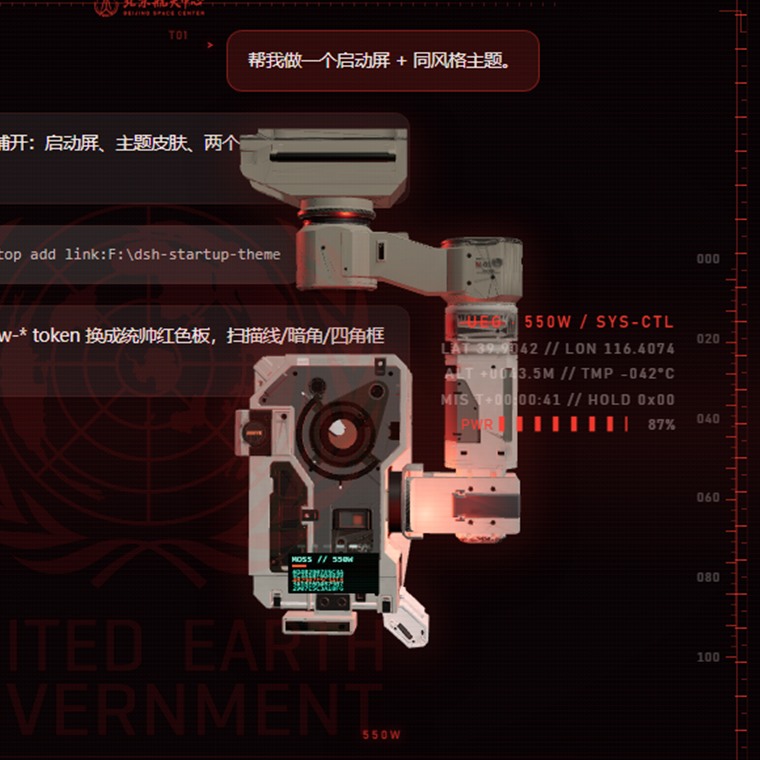 北京航天中心
BEIJING SPACE CENTER
T01
>
帮我做一个启动屏 + 同风格主题。
开：启动屏、主题皮肤、两个
top add link:F:\dsh-startup-theme
000
UEG 550W / SYS-CTL
w-* token 换成统帅红色板，扫描线/暗角/四角框
020
LAT 39.9042 // LON 116.4074
ALT +0043.5M // TMP -042°C
MIS T+00:00:41 // HOLD 0x00
PWR 87%
040
060
MOSS // 550W
080
ITED EARTH
100
VERNMENT
550W